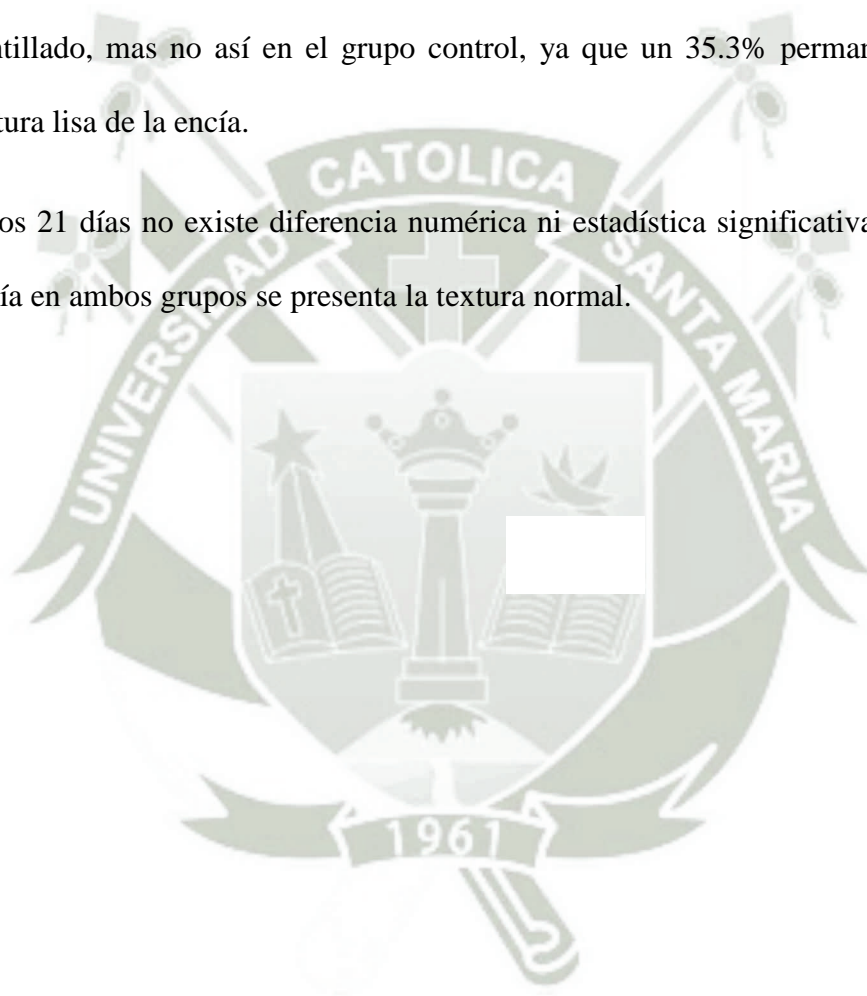 ntillado, mas no así en el grupo control, ya que un 35.3% perman
tura lisa de la encía.
os 21 días no existe diferencia numérica ni estadística significativa
ía en ambos grupos se presenta la textura normal.
UNIVERSIDAD CATOLICA SANTA MARIA
1961